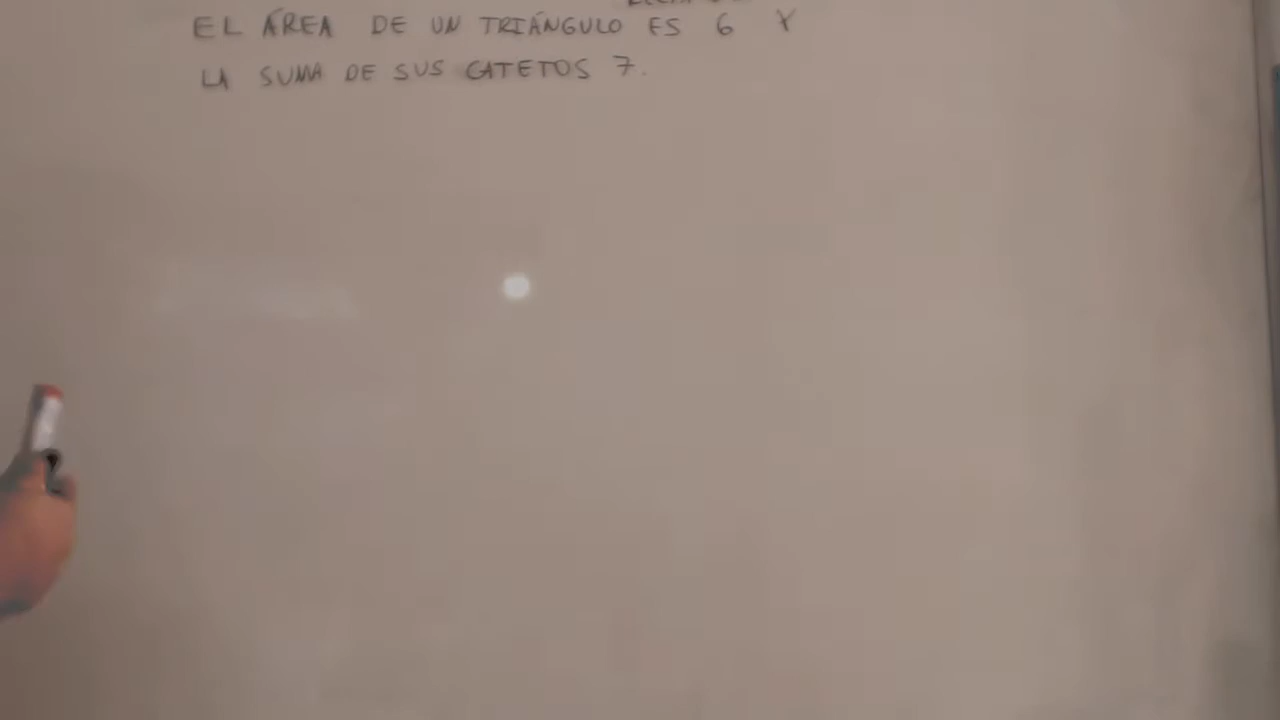 EL ÁREA DE UN TRIÁNGULO ES 6 Y
LA SUMA DE SUS CATETOS 7.